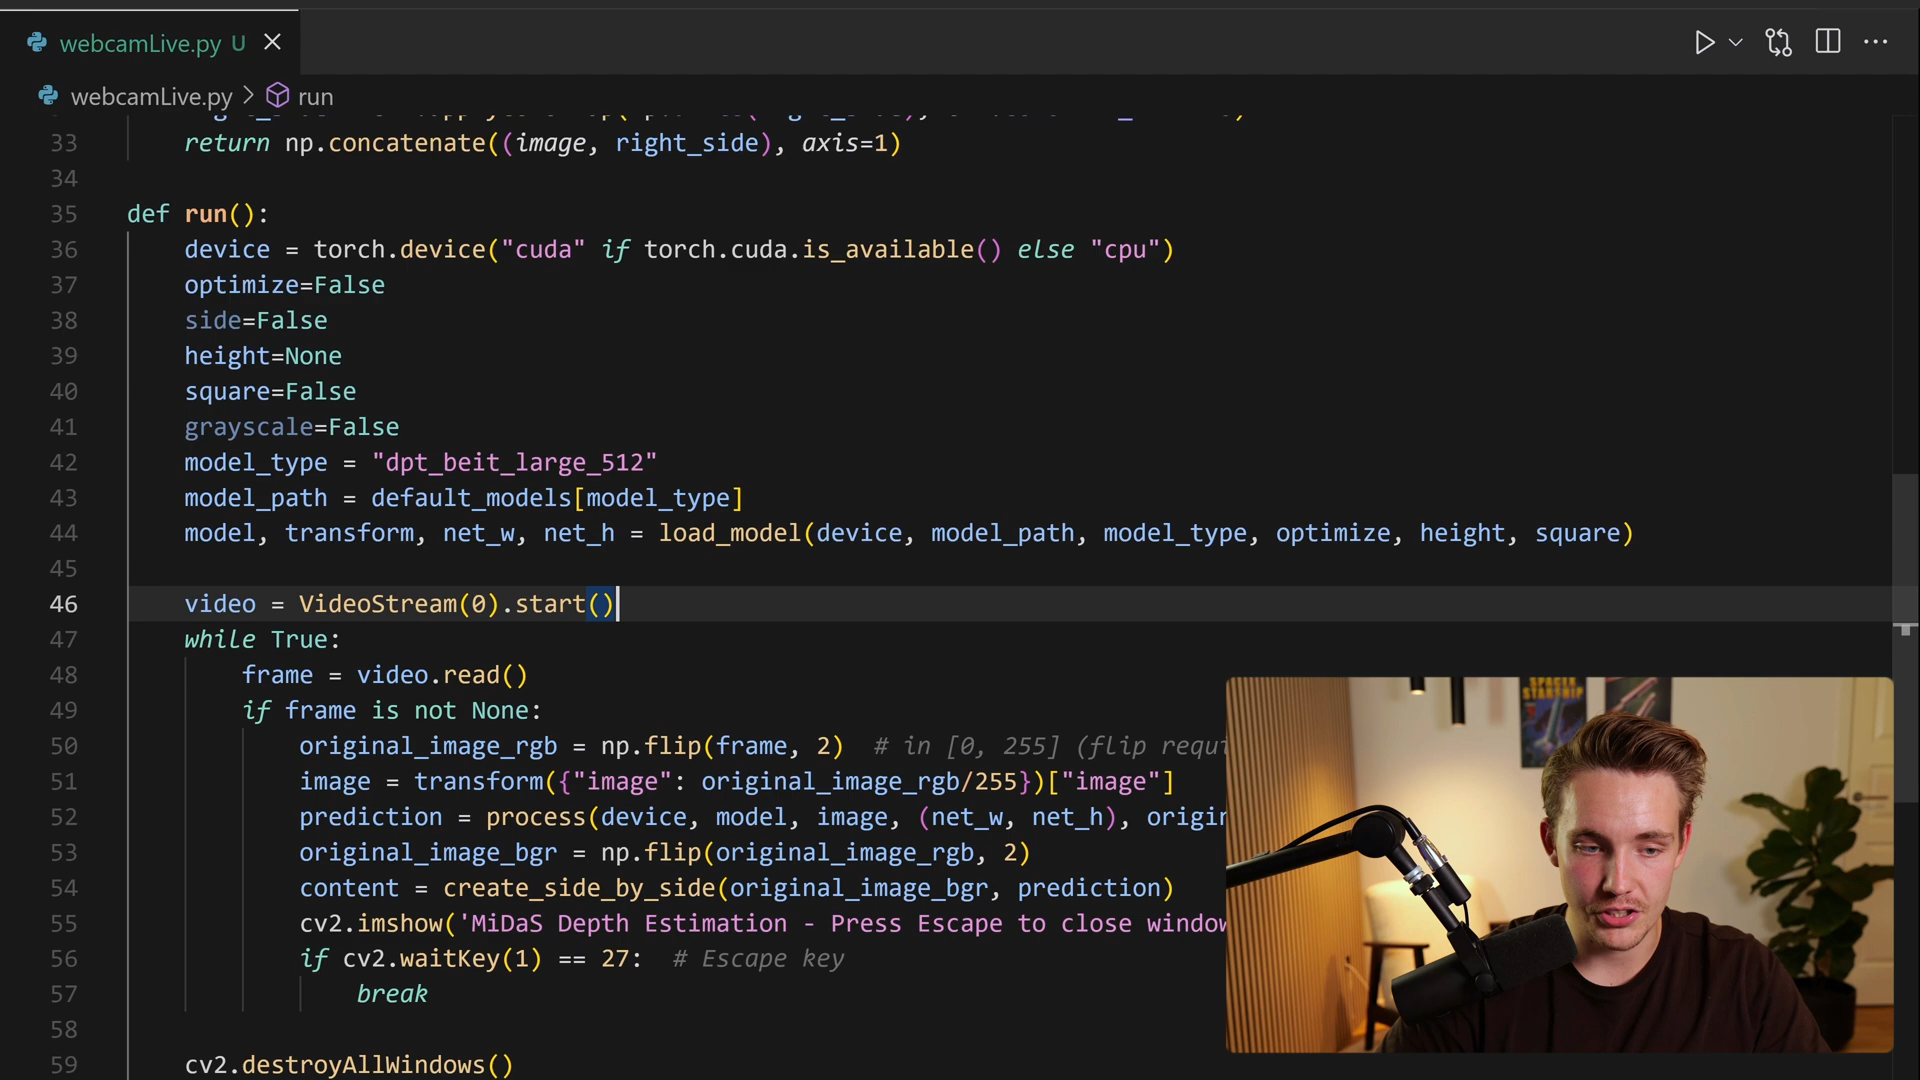 webcamLive.py U
webcamLive.py > run
33 return np.concatenate((image, right_side), axis=1)
34
35 def run():
36 device = torch.device("cuda" if torch.cuda.is_available() else "cpu")
37 optimize=False
38 side=False
39 height=None
40 square=False
41 grayscale=False
42 model_type = "dpt_beit_large_512"
43 model_path = default_models[model_type]
44 model, transform, net_w, net_h = load_model(device, model_path, model_type, optimize, height, square)
45
46 video = VideoStream(0).start()
47 while True:
48 frame = video.read()
49 if frame is not None:
50 original_image_rgb = np.flip(frame, 2) # in [0, 255] (flip requi
51 image = transform({"image": original_image_rgb/255})["image"]
52 prediction = process(device, model, image, (net_w, net_h), origin
53 original_image_bgr = np.flip(original_image_rgb, 2)
54 content = create_side_by_side(original_image_bgr, prediction)
55 cv2.imshow('MiDaS Depth Estimation - Press Escape to close window
56 if cv2.waitKey(1) == 27: # Escape key
57 break
58
59 cv2.destroyAllWindows()